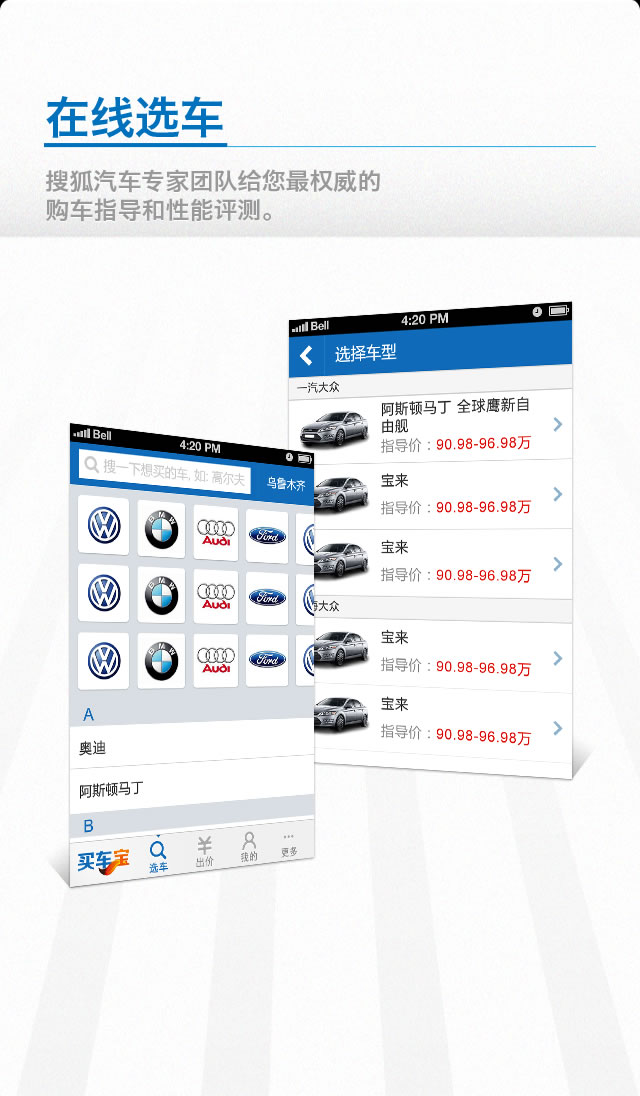 在线选车
搜狐汽车专家团队给您最权威的
购车指导和性能评测。
Bell
4:20 PM
选择车型
一汽大众
阿斯顿马丁 全球鹰新自
由舰
指导价：90.98-96.98万
宝来
指导价：90.98-96.98万
宝来
指导价：90.98-96.98万
海大众
宝来
指导价：90.98-96.98万
宝来
指导价：90.98-96.98万
Bell
4:20 PM
搜一下想买的车, 如: 高尔夫
乌鲁木齐
BMW
Audi
Ford
BMW
Audi
Ford
BMW
Audi
Ford
A
奥迪
阿斯顿马丁
B
买车宝
选车
出价
我的
更多